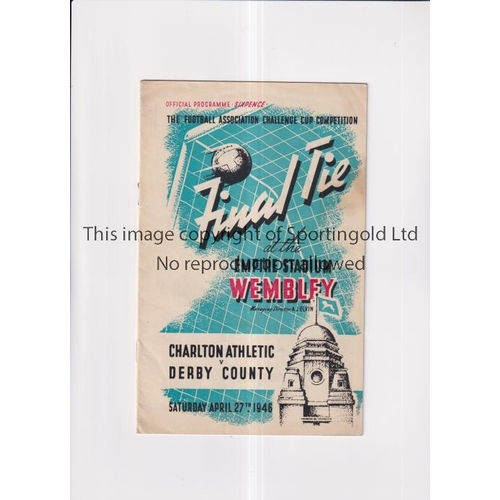 OFFICIAL PROGRAMME · SIXPENCE
THE FOOTBALL ASSOCIATION CHALLENGE CUP COMPETITION
Final Tie
This image copyright of Sportingold Ltd
at the
No reproduction allowed
EMPIRE STADIUM
WEMBLEY
Managing Director A.J. ELVIN
CHARLTON ATHLETIC
V
DERBY COUNTY
SATURDAY APRIL 27TH, 1946